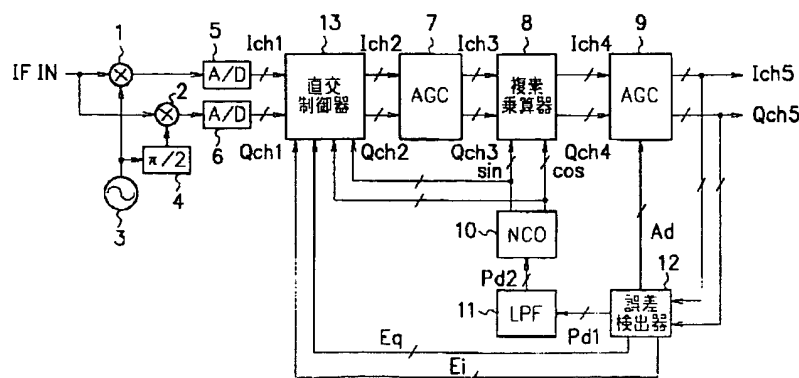 1
5
13
7
8
9
IF IN
A/D
Ich1
Ich2
Ich3
Ich4
Ich5
2
A/D
直交
制御器
AGC
複素
乗算器
AGC
Qch5
π/2
6
Qch1
Qch2
Qch3
Qch4
sin
cos
3
4
10
NCO
Ad
12
Pd2
11
LPF
Pd1
誤差
検出器
Eq
Ei